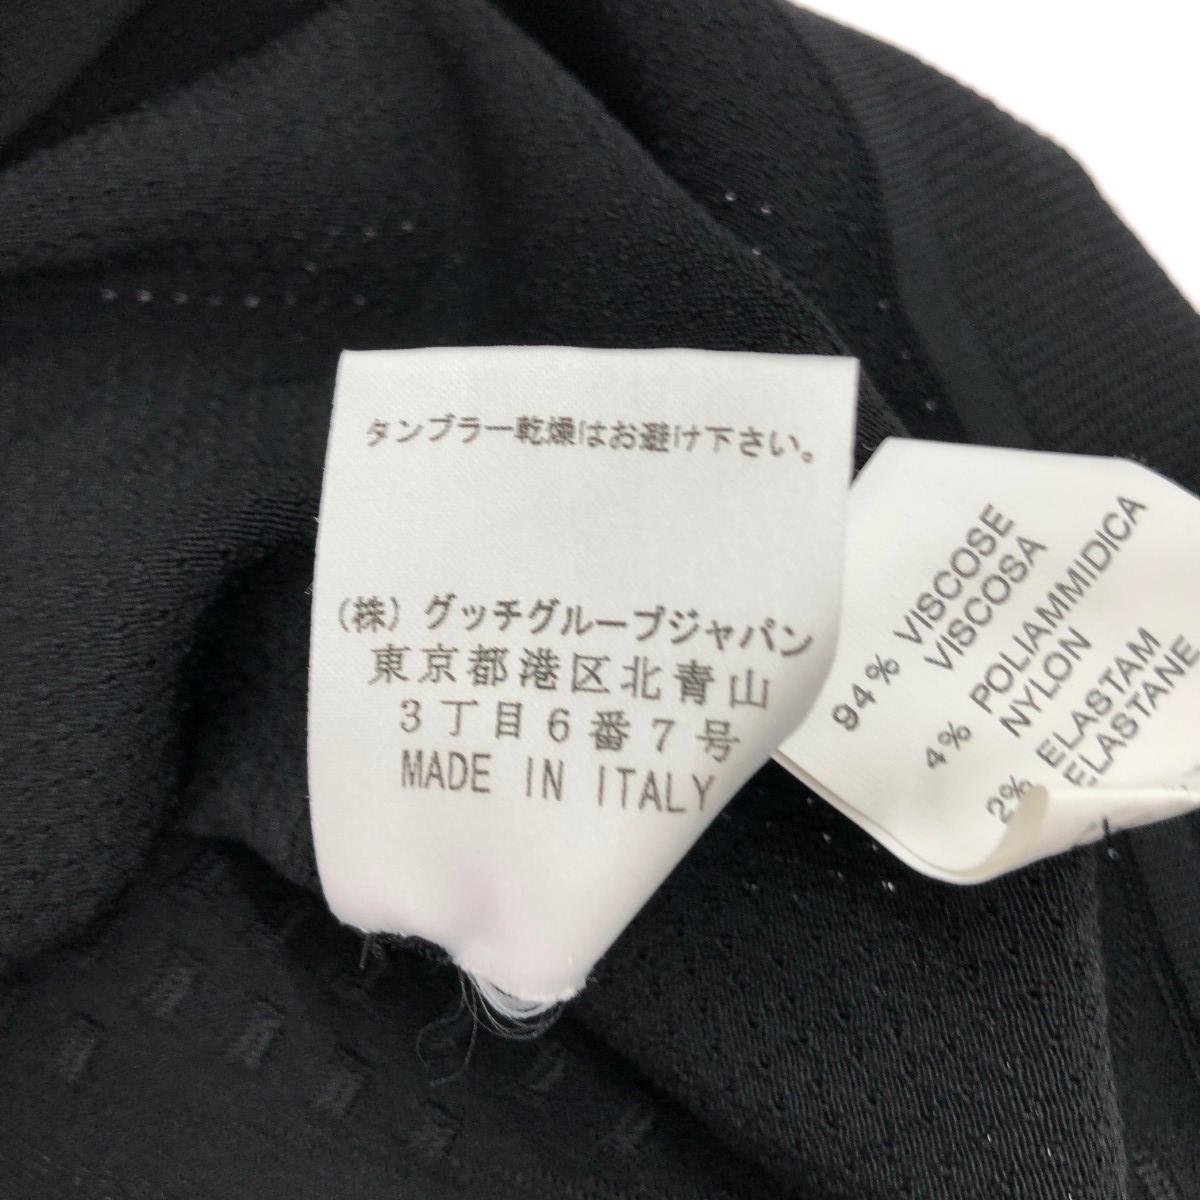 タンブラー乾燥はお避け下さい。
(株) グッチグループジャパン
東京都港区北青山
3丁目6番7号
MADE IN ITALY
94% VISCOSE
VISCOSA
4% POLIAMMIDICA
NYLON
2% ELASTAM
ELASTANE